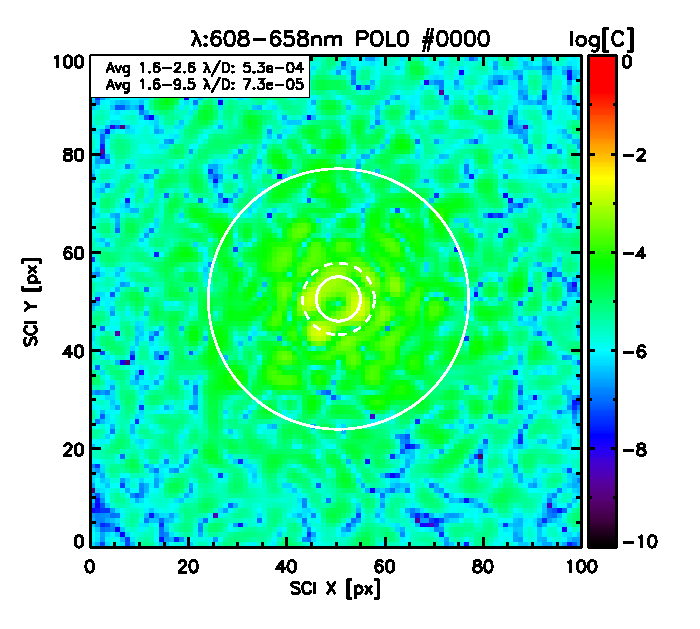 λ:608−658nm POL0 #0000
log[C]
Avg 1.6−2.6 λ/D: 5.3e−04
Avg 1.6−9.5 λ/D: 7.3e−05
100
80
60
40
20
0
SCI Y [px]
0 20 40 60 80 100
SCI X [px]
0
−2
−4
−6
−8
−10